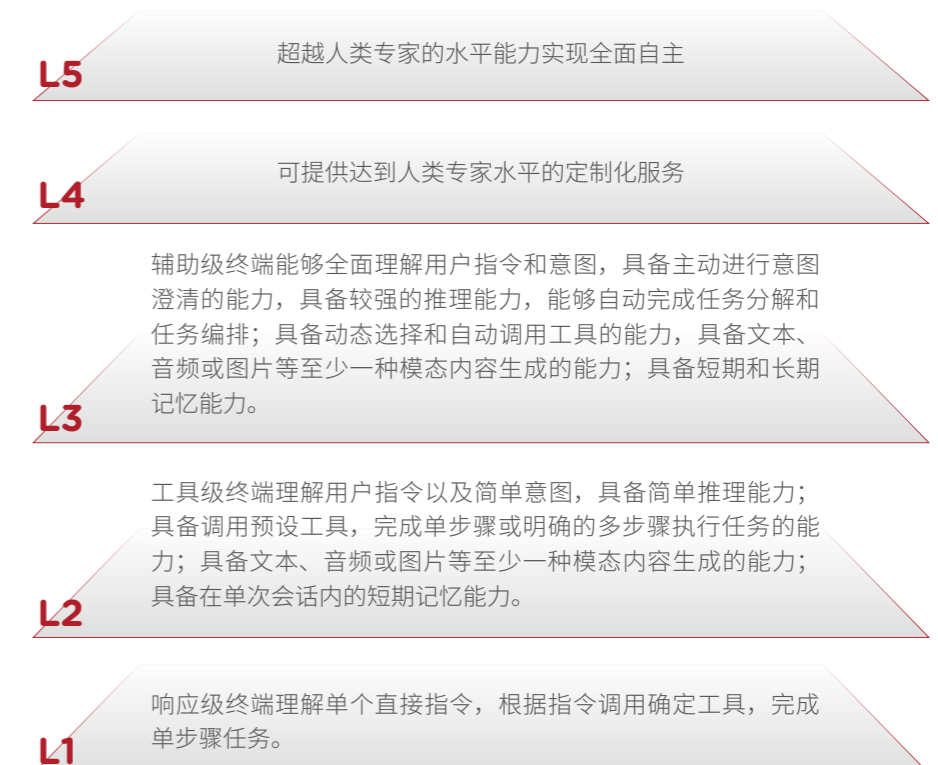 超越人类专家的水平能力实现全面自主
L5
可提供达到人类专家水平的定制化服务
L4
辅助级终端能够全面理解用户指令和意图，具备主动进行意图
澄清的能力，具备较强的推理能力，能够自动完成任务分解和
任务编排；具备动态选择和自动调用工具的能力，具备文本、
音频或图片等至少一种模态内容生成的能力；具备短期和长期
记忆能力。
L3
工具级终端理解用户指令以及简单意图，具备简单推理能力；
具备调用预设工具，完成单步骤或明确的多步骤执行任务的能
力；具备文本、音频或图片等至少一种模态内容生成的能力；
具备在单次会话内的短期记忆能力。
L2
响应级终端理解单个直接指令，根据指令调用确定工具，完成
单步骤任务。
L1